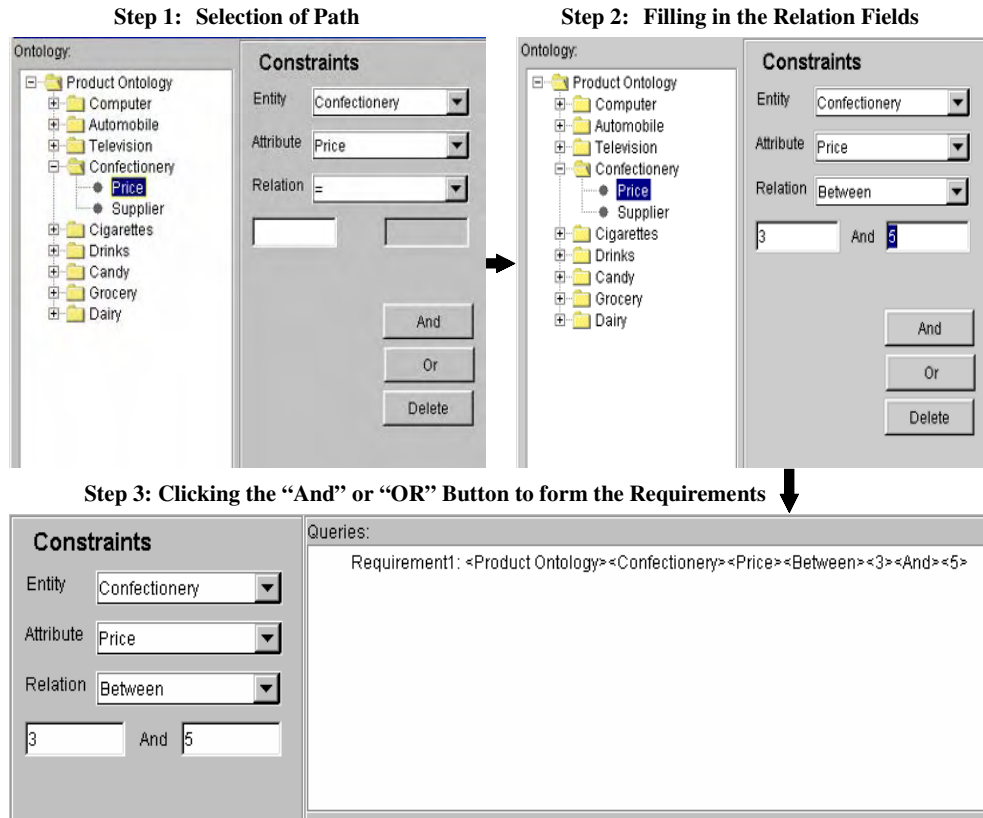 Step 1: Selection of Path
Ontology:
Product Ontology
Computer
Automobile
Television
Confectionery
Price
Supplier
Cigarettes
Drinks
Candy
Grocery
Dairy
Constraints
Entity Confectionery
Attribute Price
Relation =
And
Or
Delete
Step 2: Filling in the Relation Fields
Ontology:
Product Ontology
Computer
Automobile
Television
Confectionery
Price
Supplier
Cigarettes
Drinks
Candy
Grocery
Dairy
Constraints
Entity Confectionery
Attribute Price
Relation Between
3 And 5
And
Or
Delete
Step 3: Clicking the “And” or “OR” Button to form the Requirements
Constraints
Entity Confectionery
Attribute Price
Relation Between
3 And 5
Queries:
Requirement1: <Product Ontology><Confectionery><Price><Between><3><And><5>